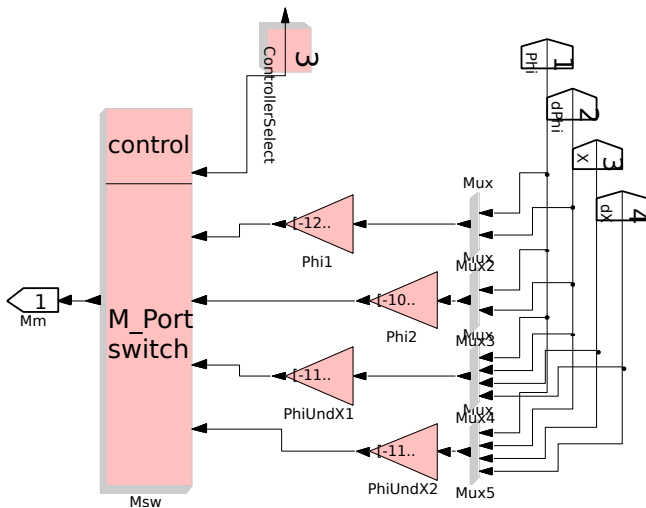 3
ControllerSelect
1
Phi
2
dPhi
3
X
4
dX
control
M_Port
switch
Msw
1
Mm
[-12..
Phi1
[-10..
Phi2
[-11..
PhiUndX1
[-11..
PhiUndX2
Mux
Mux
Mux2
Mux
Mux3
Mux
Mux4
Mux5